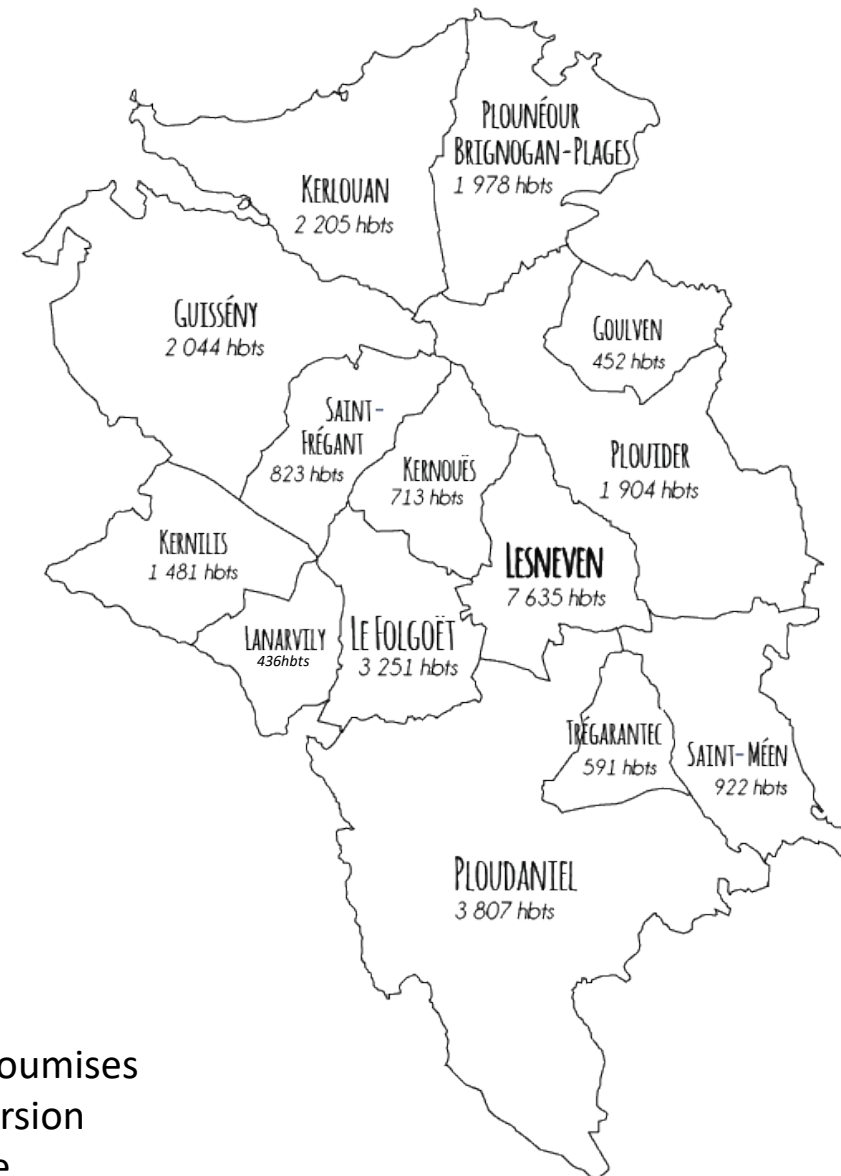 PLOUNÉOUR
BRIGNOGAN-PLAGES
1 978 hbts
KERLOUAN
2 205 hbts
GUISSÉNY
2 044 hbts
GOULVEN
452 hbts
SAINT-
FRÉGANT
823 hbts
KERNOUËS
713 hbts
PLOUIDER
1 904 hbts
KERNILIS
1 481 hbts
LESNEVEN
7 635 hbts
LANARVILY
436hbts
LE FOLGOËT
3 251 hbts
TRÉGARANTEC
591 hbts
SAINT-MÉEN
922 hbts
PLOUDANIEL
3 807 hbts
oumises
rsion